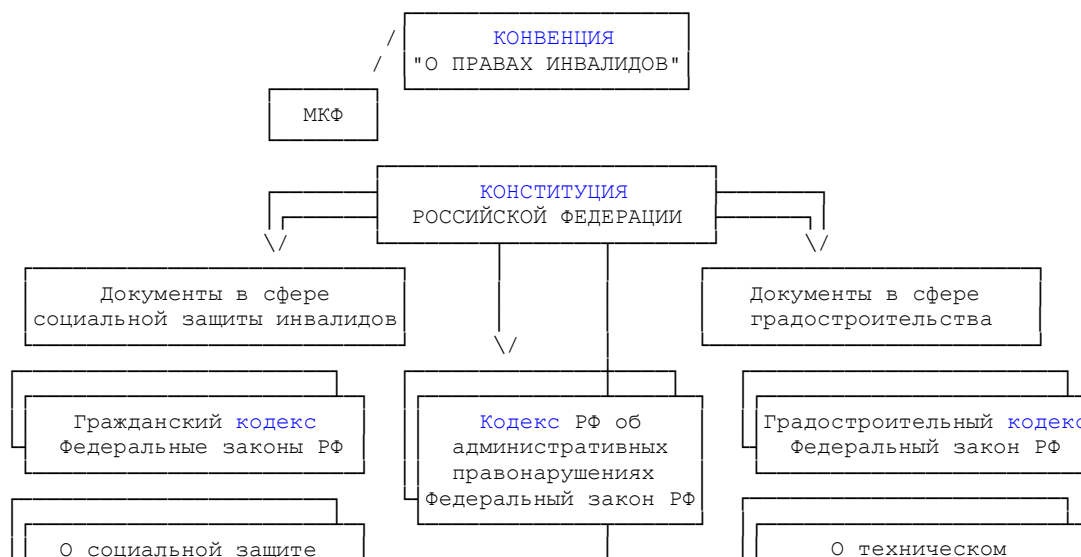 КОНВЕНЦИЯ
"О ПРАВАХ ИНВАЛИДОВ"
МКФ
КОНСТИТУЦИЯ
РОССИЙСКОЙ ФЕДЕРАЦИИ
Документы в сфере
социальной защиты инвалидов
Документы в сфере
градостроительства
Гражданский кодекс
Федеральные законы РФ
Кодекс РФ об
административных
правонарушениях
Федеральный закон РФ
Градостроительный кодекс
Федеральный закон РФ
О социальной защите
О техническом